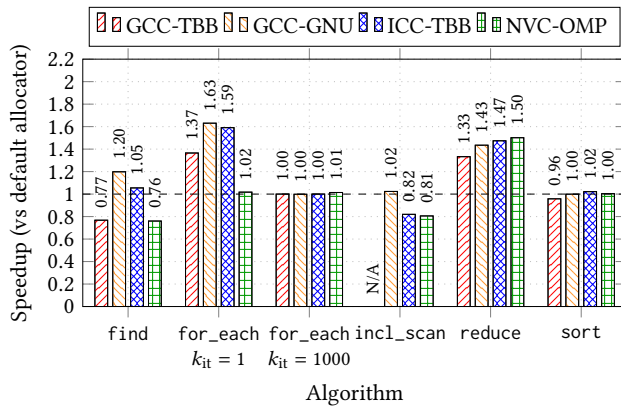 GCC-TBB GCC-GNU ICC-TBB NVC-OMP
Speedup (vs default allocator)
2.2
2
1.8
1.6
1.4
1.2
1
0.8
0.6
0.4
0.2
0
0.77 1.20 1.05 0.76
1.37 1.63 1.59 1.02
1.00 1.00 1.00 1.01
N/A 1.02 0.82 0.81
1.33 1.43 1.47 1.50
0.96 1.00 1.02 1.00
find for_each for_each incl_scan reduce sort
k_it = 1 k_it = 1000
Algorithm